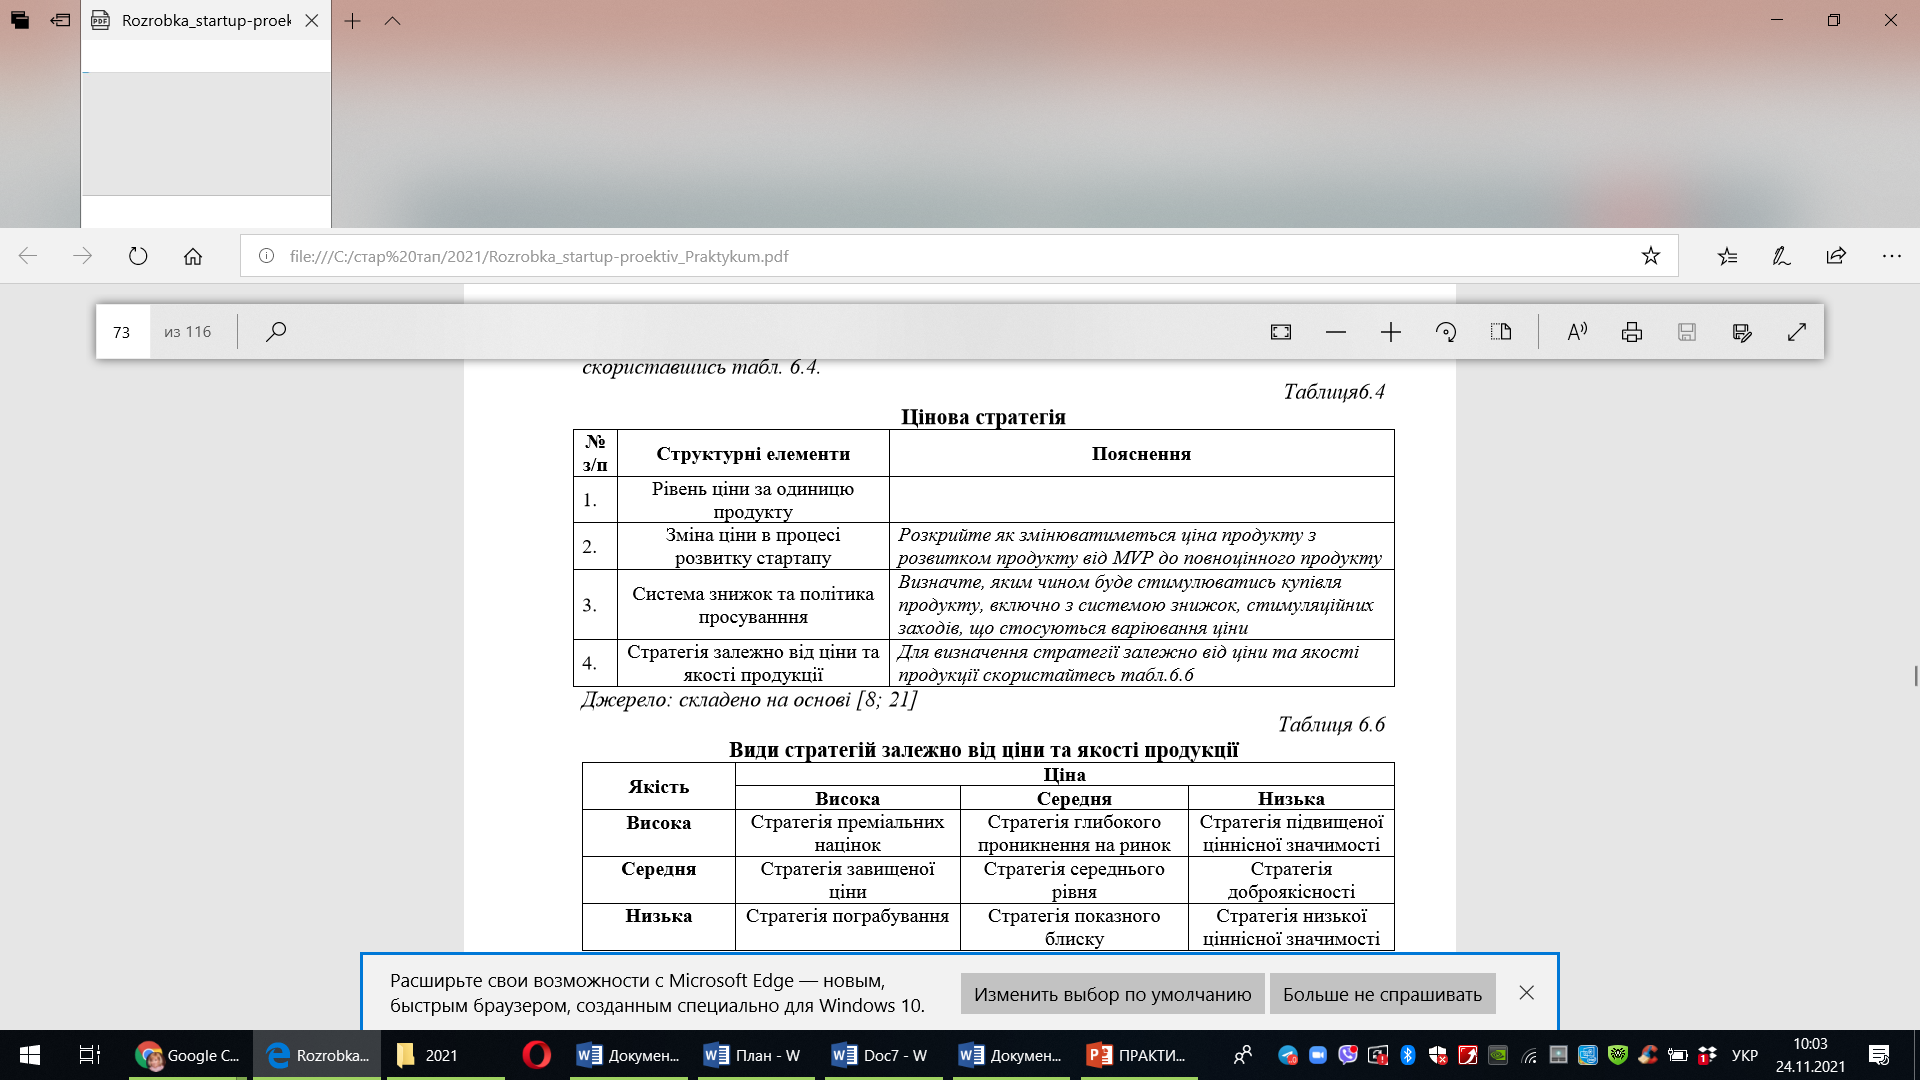 Rozrobka_startup-proek
file:///C:/стар%20тап/2021/Rozrobka_startup-proektiv_Praktykum.pdf
73 из 116
скориставшись табл. 6.4.
Таблиця6.4
Цінова стратегія
№ з/п
Структурні елементи
Пояснення
1.
Рівень ціни за одиницю
продукту
2.
Зміна ціни в процесі
розвитку стартапу
Розкрийте як змінюватиметься ціна продукту з
розвитком продукту від MVP до повноцінного продукту
3.
Система знижок та політика
просуванння
Визначте, яким чином буде стимулюватись купівля
продукту, включно з системою знижок, стимуляційних
заходів, що стосуються варіювання ціни
4.
Стратегія залежно від ціни та
якості продукції
Для визначення стратегії залежно від ціни та якості
продукції скористайтесь табл.6.6
Джерело: складено на основі [8; 21]
Таблиця 6.6
Види стратегій залежно від ціни та якості продукції
Якість
Ціна
Висока
Середня
Низька
Висока
Стратегія преміальних
націнок
Стратегія глибокого
проникнення на ринок
Стратегія підвищеної
ціннісної значимості
Середня
Стратегія завищеної
ціни
Стратегія середнього
рівня
Стратегія
доброякісності
Низька
Стратегія пограбування
Стратегія показного
блиску
Стратегія низької
ціннісної значимості
Расширьте свои возможности с Microsoft Edge — новым,
быстрым браузером, созданным специально для Windows 10.
Изменить выбор по умолчанию
Больше не спрашивать
Google C...
Rozrobka...
2021
Докумен...
План - W
Doc7 - W
Докумен...
ПРАКТИ...
УКР
10:03
24.11.2021